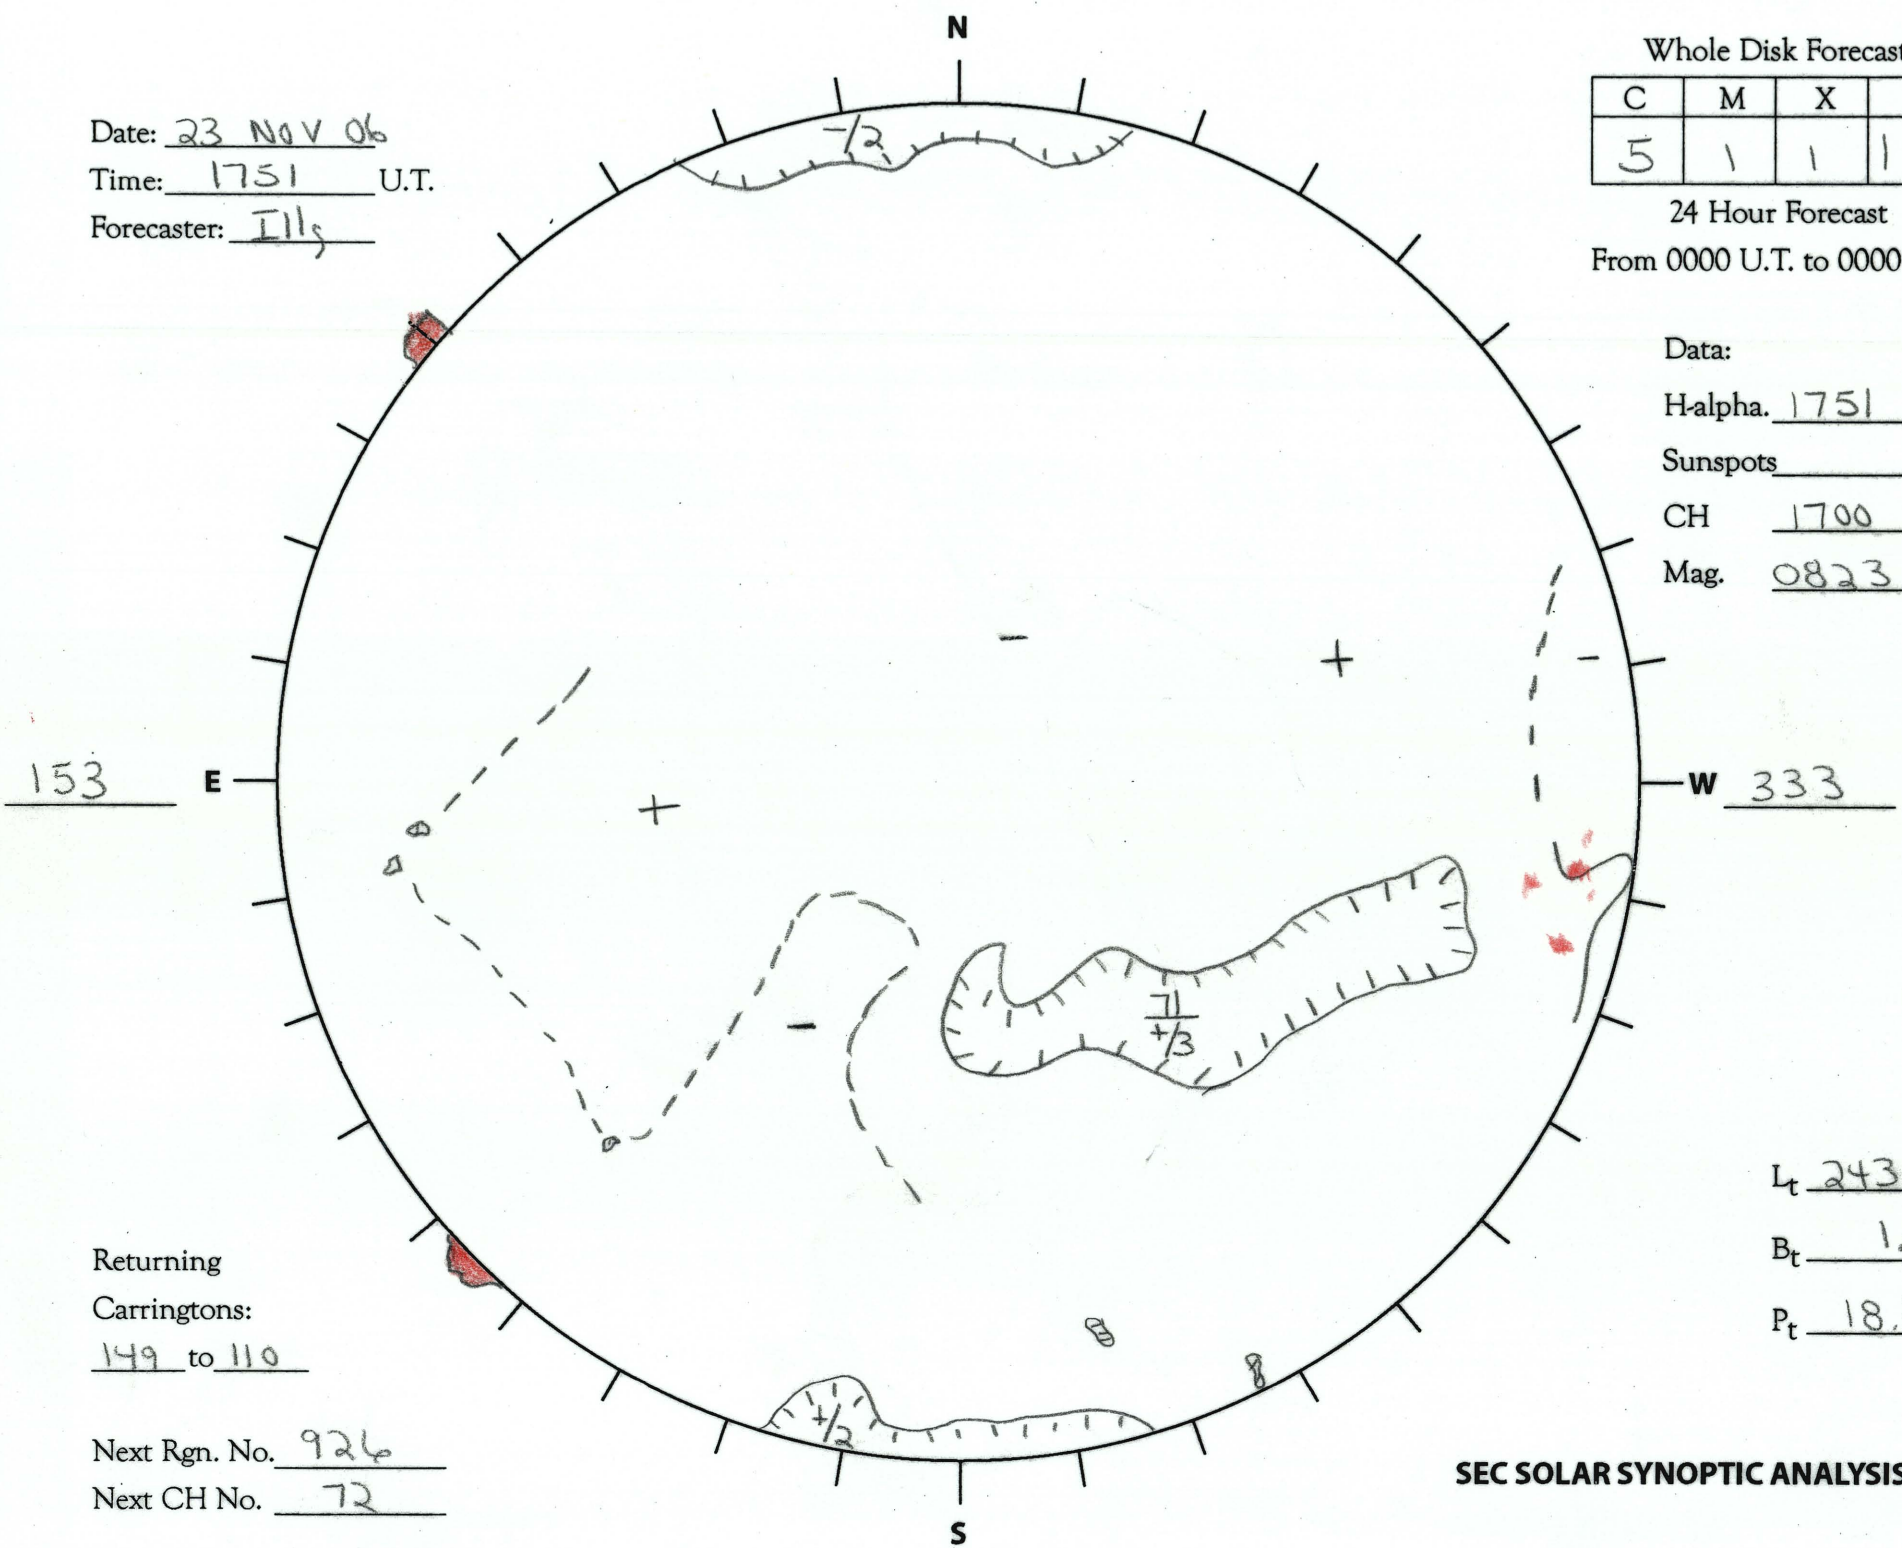 N
Whole Disk Forecast
C M X
5 1 1 1
24 Hour Forecast
From 0000 U.T. to 0000
Date: 23 NOV 06
Time: 1751 U.T.
Forecaster: Illg
-/2
Data:
H-alpha. 1751
Sunspots
CH 1700
Mag. 0823
- + -
153 E + W 333
71
+/3
-
Lt 243
Bt 1.
Pt 18.
Returning
Carringtons:
149 to 110
+/2
Next Rgn. No. 926
Next CH No. 72
SEC SOLAR SYNOPTIC ANALYSIS
S